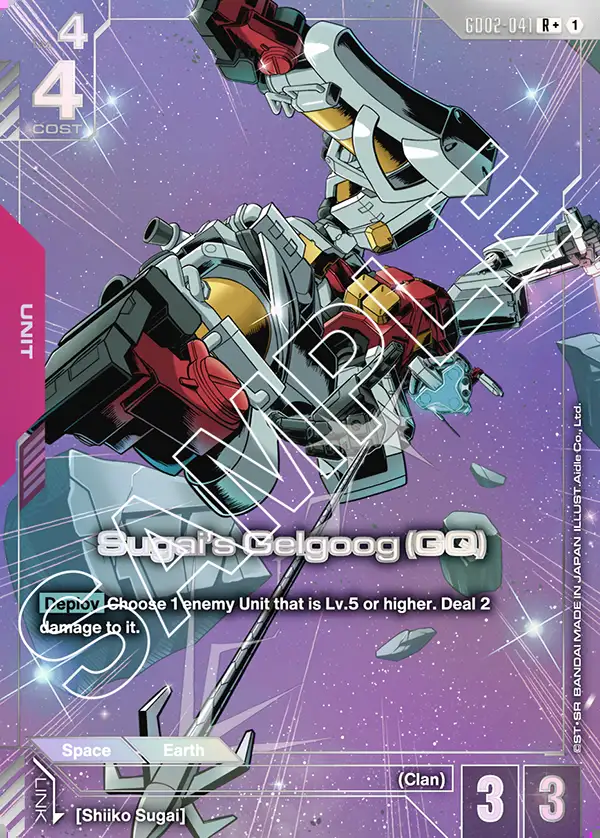 GD02-041 R+ 1
Lv. 4
4
COST
UNIT
SAMPLE
Sugai's Gelgoog (GQ)
Deploy Choose 1 enemy Unit that is Lv.5 or higher. Deal 2
damage to it.
©ST・SR BANDAI MADE IN JAPAN ILLUST.Aidle Co., Ltd.
Space Earth
(Clan)
LINK
[Shiiko Sugai]
3 3